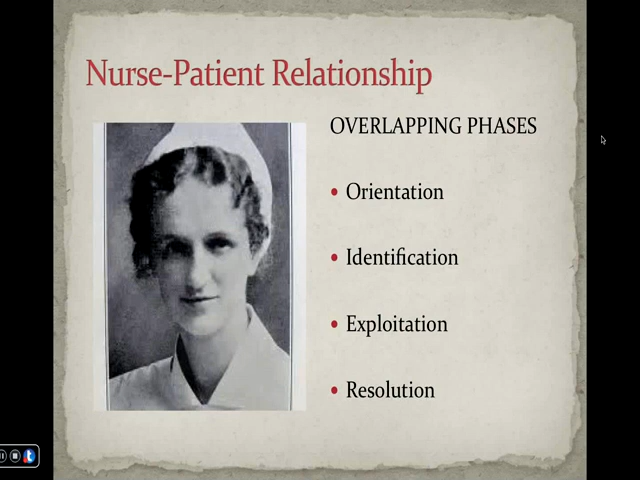 Nurse-Patient Relationship
OVERLAPPING PHASES
• Orientation
• Identification
• Exploitation
• Resolution